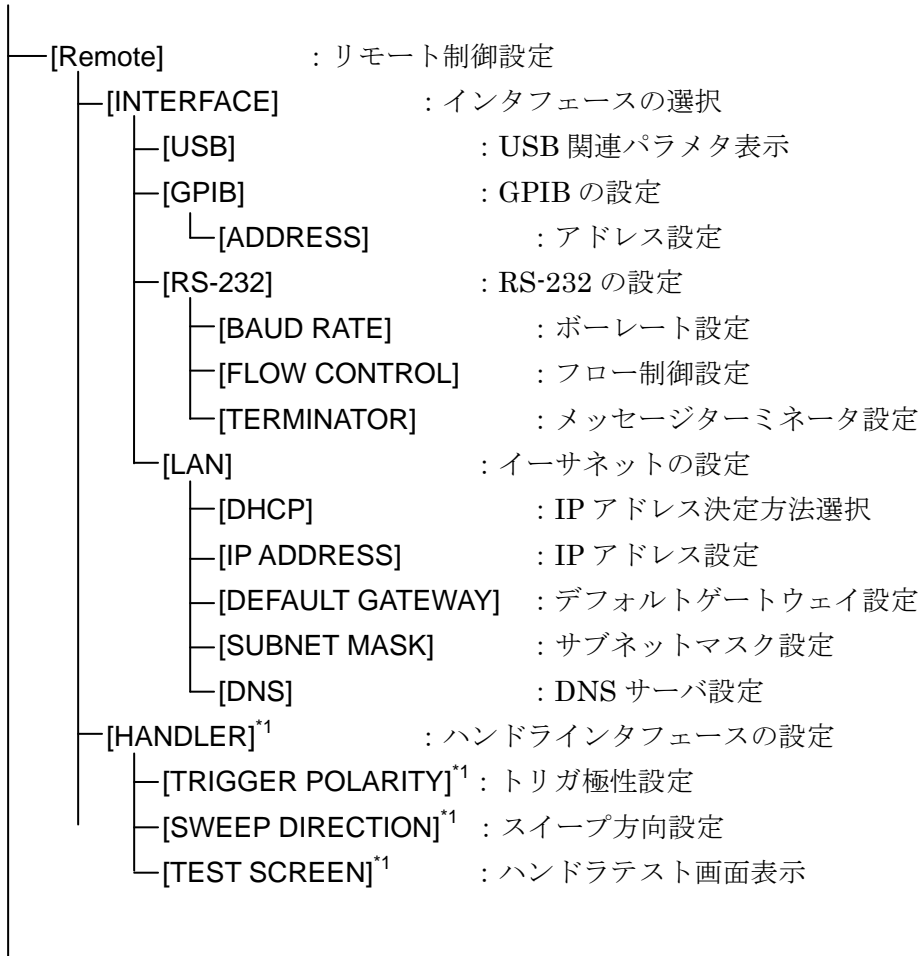 [Remote] : リモート制御設定
[INTERFACE] : インタフェースの選択
[USB] : USB 関連パラメタ表示
[GPIB] : GPIB の設定
[ADDRESS] : アドレス設定
[RS-232] : RS-232 の設定
[BAUD RATE] : ボーレート設定
[FLOW CONTROL] : フロー制御設定
[TERMINATOR] : メッセージターミネータ設定
[LAN] : イーサネットの設定
[DHCP] : IP アドレス決定方法選択
[IP ADDRESS] : IP アドレス設定
[DEFAULT GATEWAY] : デフォルトゲートウェイ設定
[SUBNET MASK] : サブネットマスク設定
[DNS] : DNS サーバ設定
[HANDLER]*1 : ハンドラインタフェースの設定
[TRIGGER POLARITY]*1 : トリガ極性設定
[SWEEP DIRECTION]*1 : スイープ方向設定
[TEST SCREEN]*1 : ハンドラテスト画面表示